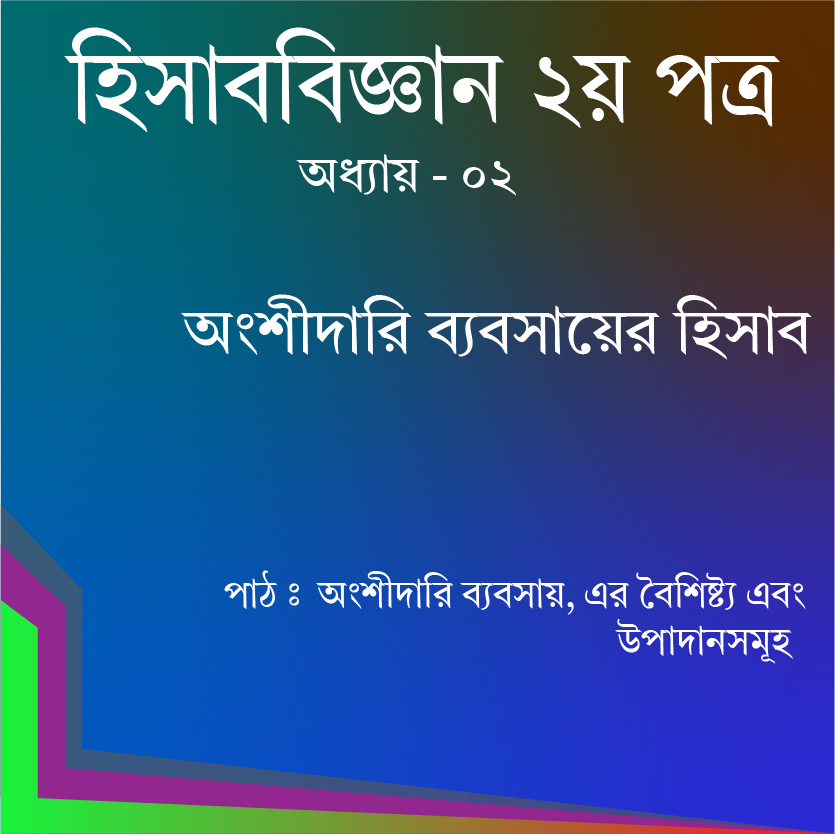 হিসাববিজ্ঞান ২য় পত্র
অধ্যায় - ০২
অংশীদারি ব্যবসায়ের হিসাব
পাঠ ঃ অংশীদারি ব্যবসায়, এর বৈশিষ্ট্য এবং
উপাদানসমূহ